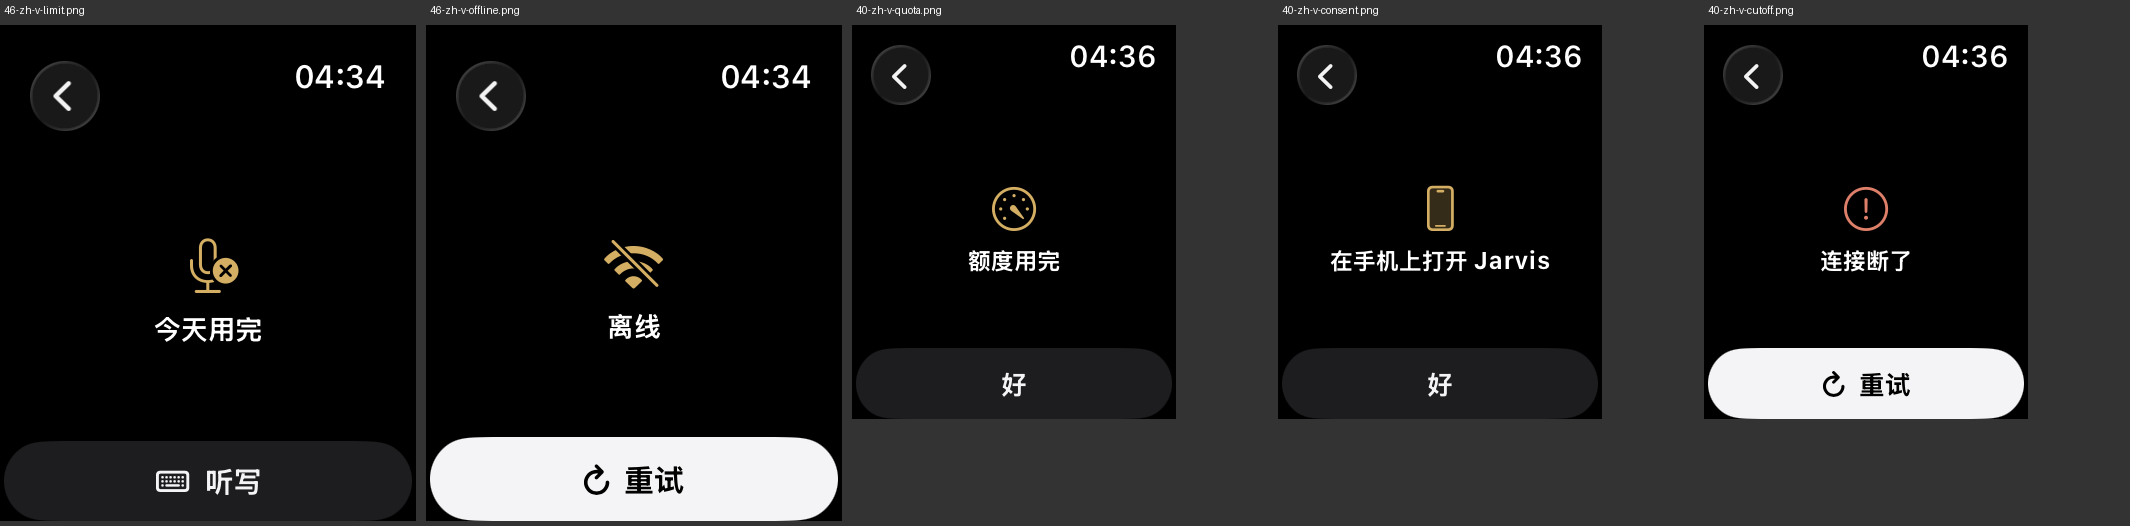 46-zh-v-limit.png
04:34
今天用完
听写
46-zh-v-offline.png
04:34
离线
重试
40-zh-v-quota.png
04:36
额度用完
好
40-zh-v-consent.png
04:36
在手机上打开 Jarvis
好
40-zh-v-cutoff.png
04:36
连接断了
重试